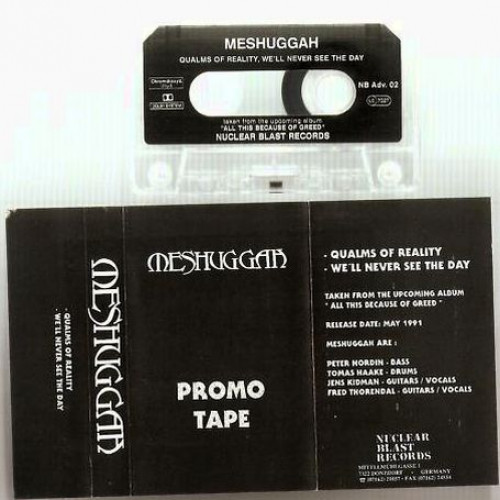 MESHUGGAH
QUALMS OF REALITY, WE'LL NEVER SEE THE DAY
NB Adv. 02
taken from the upcoming album
"ALL THIS BECAUSE OF GREED"
NUCLEAR BLAST RECORDS
MESHUGGAH
- QUALMS OF REALITY
- WE'LL NEVER SEE THE DAY
MESHUGGAH
PROMO
TAPE
- QUALMS OF REALITY
- WE'LL NEVER SEE THE DAY
TAKEN FROM THE UPCOMING ALBUM
" ALL THIS BECAUSE OF GREED "
RELEASE DATE: MAY 1991
MESHUGGAH ARE :
PETER NORDIN - BASS
TOMAS HAAKE - DRUMS
JENS KIDMAN - GUITARS / VOCALS
FRED THORENDAL - GUITARS / VOCALS
NUCLEAR
BLAST
RECORDS
7322 DONZDORF - GERMANY